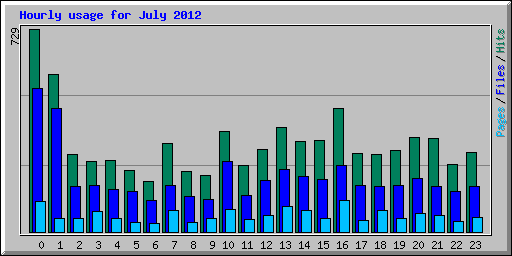 Hourly usage for July 2012
729
Pages/Files/Hits
0 1 2 3 4 5 6 7 8 9 10 11 12 13 14 15 16 17 18 19 20 21 22 23